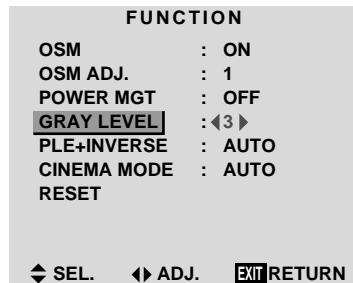 FUNCTION
OSM : ON
OSM ADJ. : 1
POWER MGT : OFF
GRAY LEVEL : 3
PLE+INVERSE : AUTO
CINEMA MODE : AUTO
RESET
SEL. ADJ. EXIT RETURN